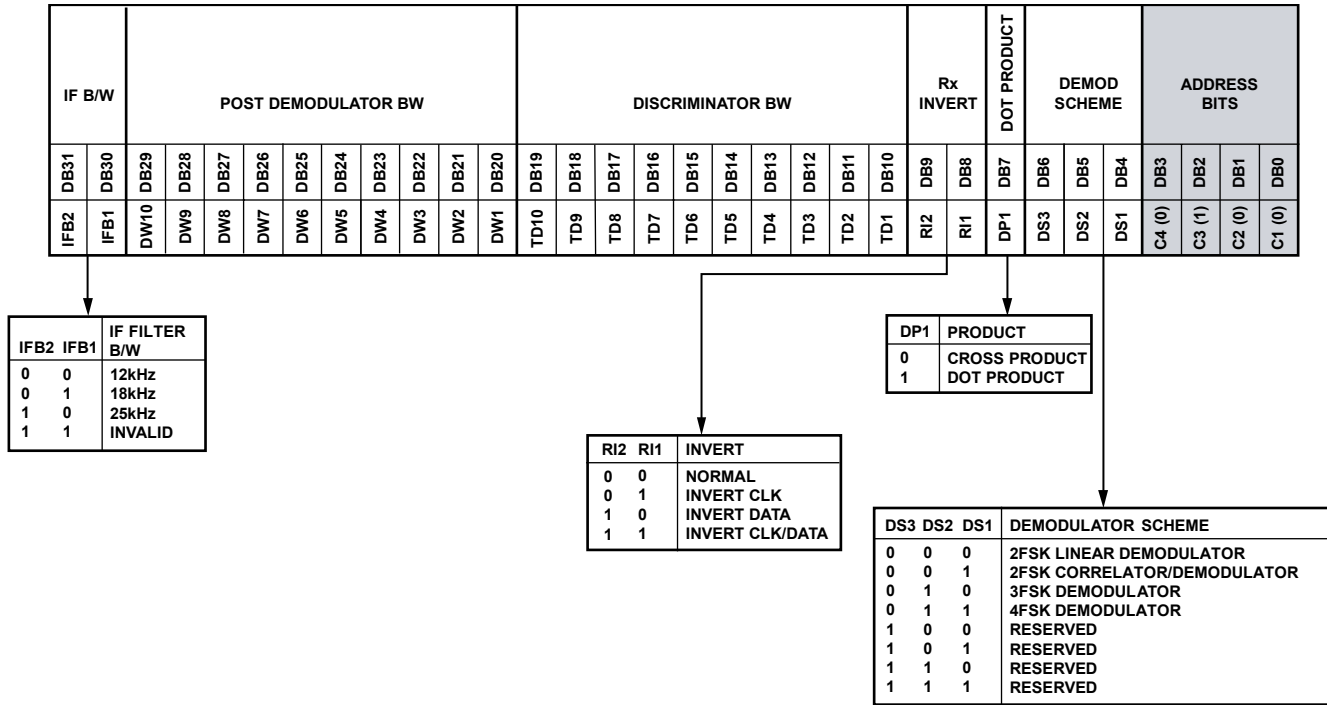 IF B/W POST DEMODULATOR BW DISCRIMINATOR BW Rx INVERT DOT PRODUCT DEMOD SCHEME ADDRESS BITS
DB31 DB30 DB29 DB28 DB27 DB26 DB25 DB24 DB23 DB22 DB21 DB20 DB19 DB18 DB17 DB16 DB15 DB14 DB13 DB12 DB11 DB10 DB9 DB8 DB7 DB6 DB5 DB4 DB3 DB2 DB1 DB0
IFB2 IFB1 DW10 DW9 DW8 DW7 DW6 DW5 DW4 DW3 DW2 DW1 TD10 TD9 TD8 TD7 TD6 TD5 TD4 TD3 TD2 TD1 RI2 RI1 DP1 DS3 DS2 DS1 C4 (0) C3 (1) C2 (0) C1 (0)
IFB2 IFB1 IF FILTER B/W
0 0 12kHz
0 1 18kHz
1 0 25kHz
1 1 INVALID
RI2 RI1 INVERT
0 0 NORMAL
0 1 INVERT CLK
1 0 INVERT DATA
1 1 INVERT CLK/DATA
DP1 PRODUCT
0 CROSS PRODUCT
1 DOT PRODUCT
DS3 DS2 DS1 DEMODULATOR SCHEME
0 0 0 2FSK LINEAR DEMODULATOR
0 0 1 2FSK CORRELATOR/DEMODULATOR
0 1 0 3FSK DEMODULATOR
0 1 1 4FSK DEMODULATOR
1 0 0 RESERVED
1 0 1 RESERVED
1 1 0 RESERVED
1 1 1 RESERVED